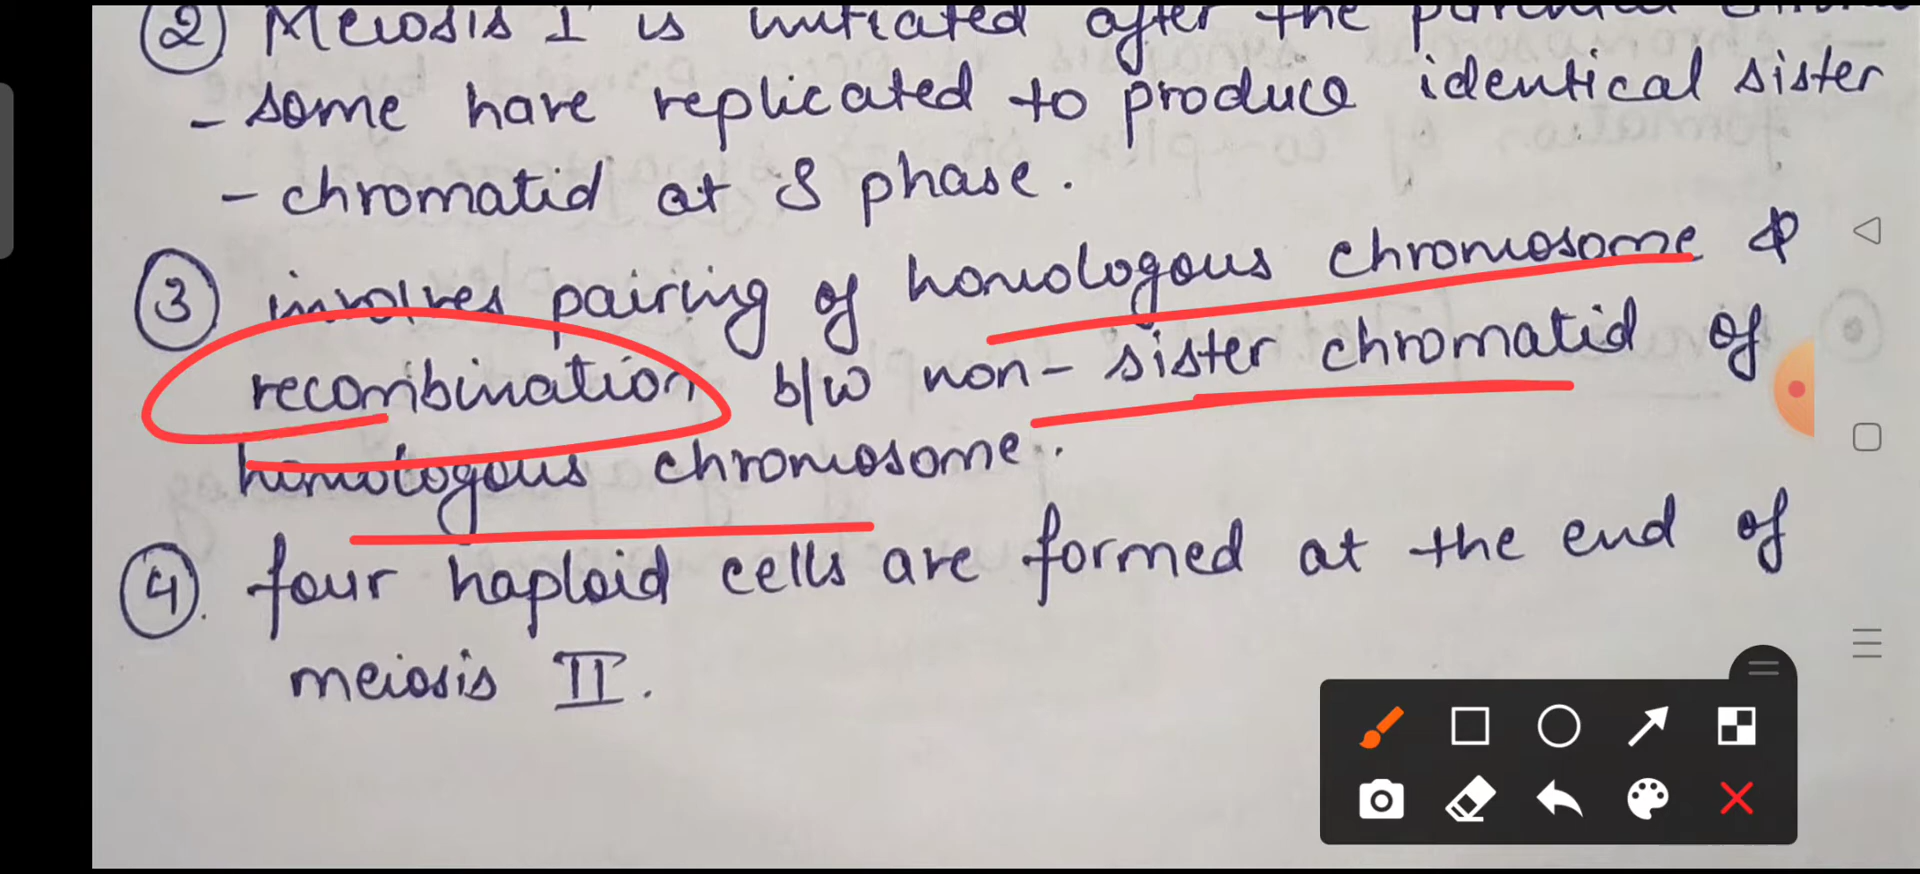 ② Meiosis I is initiated after the parental chromo
- some have replicated to produce identical sister
- chromatid at S phase.
③ involves pairing of homologous chromosome &
recombination b/w non-sister chromatid of
homologous chromosome.
④. four haploid cells are formed at the end of
meiosis II.